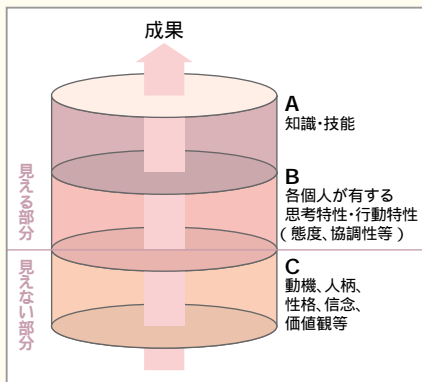 成果
A
知識・技能
見える部分
B
各個人が有する
思考特性・行動特性
(態度、協調性等)
見えない部分
C
動機、人柄、
性格、信念、
価値観等